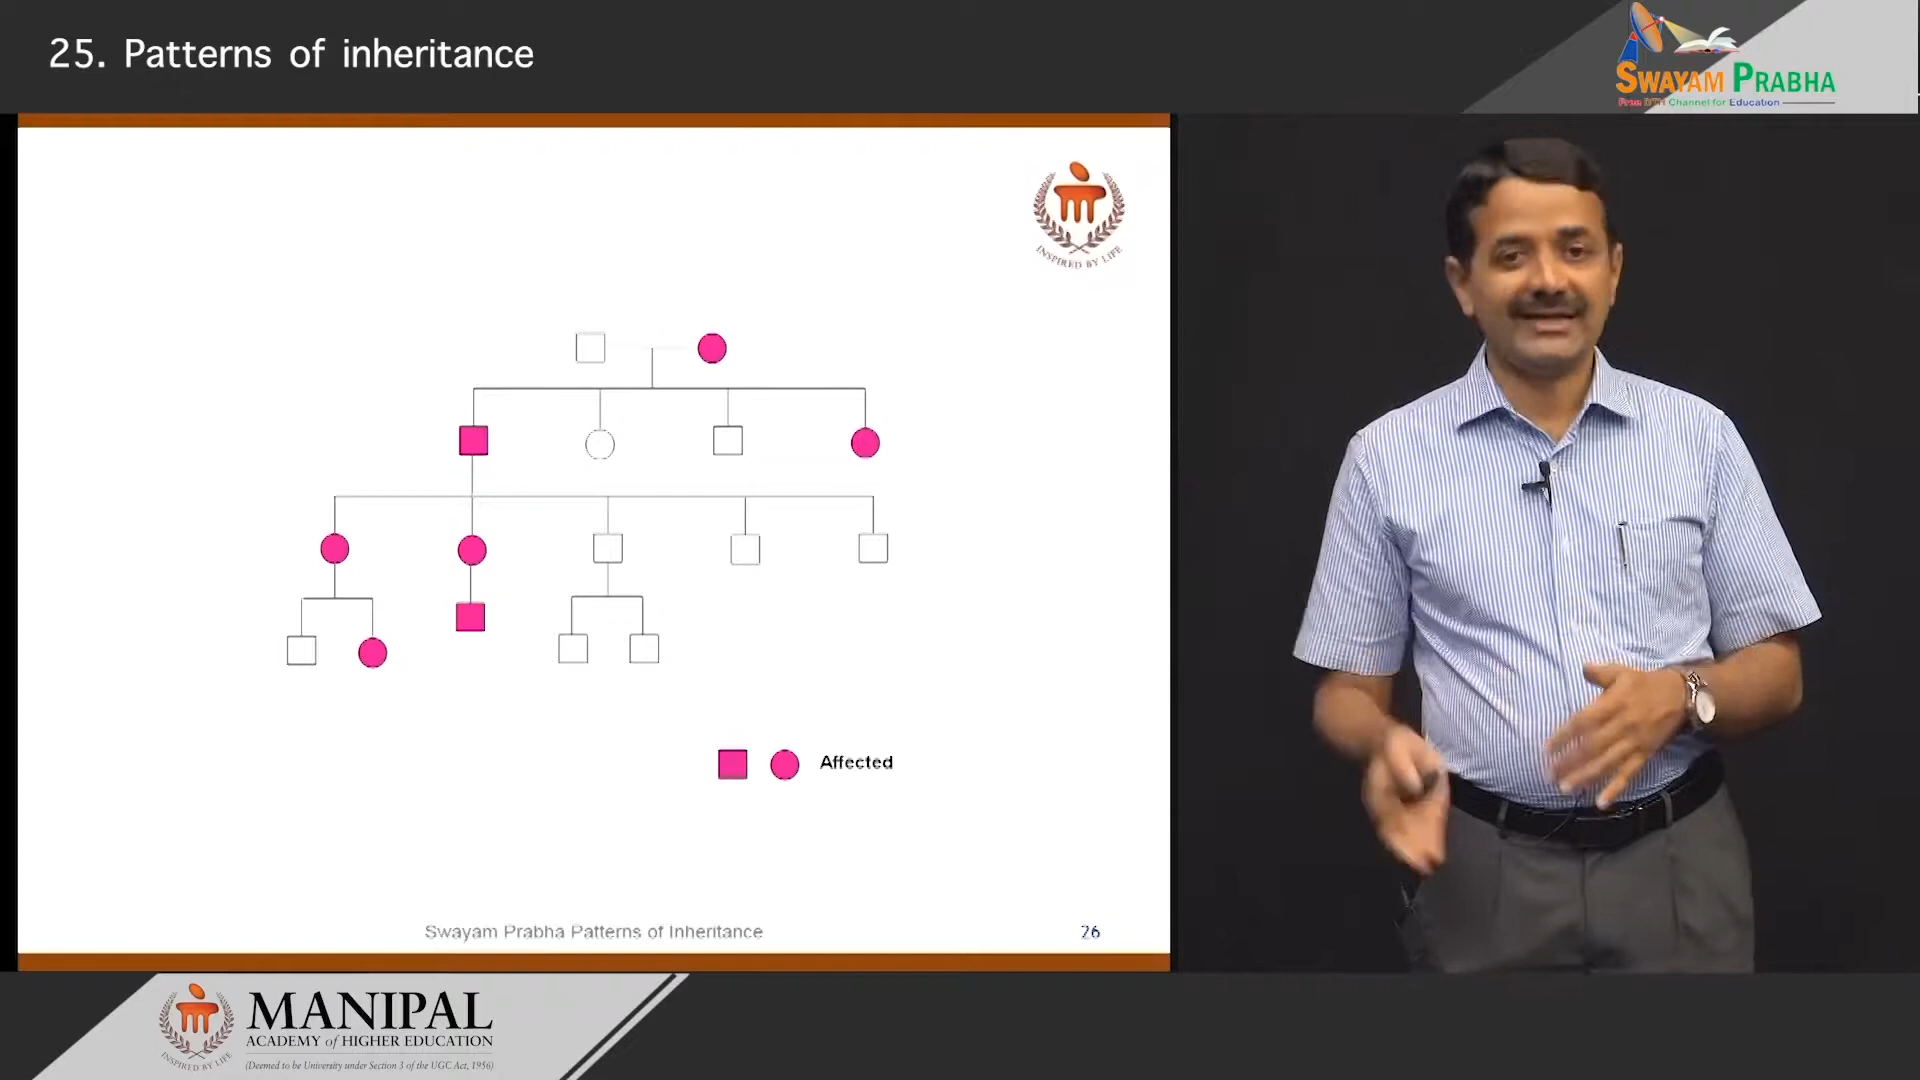 25. Patterns of inheritance
SWAYAM PRABHA
Free DTH Channel for Education
INSPIRED BY LIFE
Affected
Swayam Prabha Patterns of Inheritance
26
INSPIRED BY LIFE
MANIPAL
ACADEMY of HIGHER EDUCATION
(Deemed to be University under Section 3 of the UGC Act, 1956)